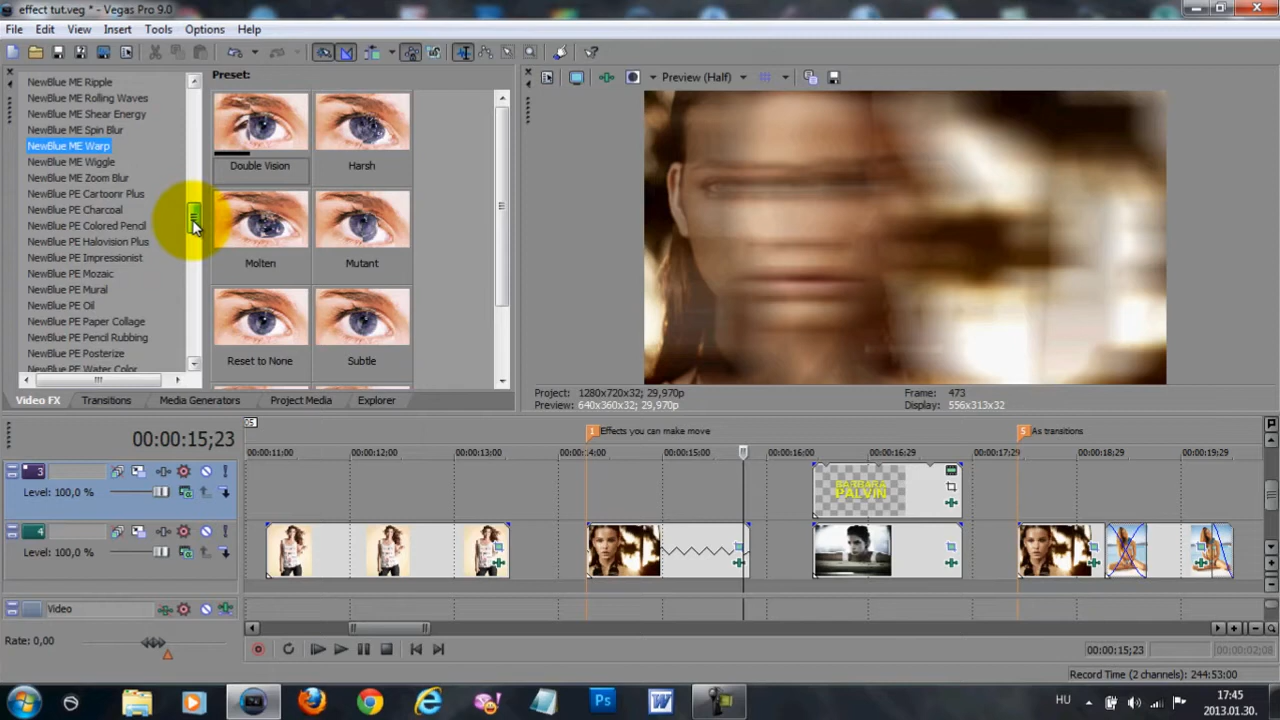 effect tut.veg * - Vegas Pro 9.0
File Edit View Insert Tools Options Help
NewBlue ME Ripple
NewBlue ME Rolling Waves
NewBlue ME Shear Energy
NewBlue ME Spin Blur
NewBlue ME Warp
NewBlue ME Wiggle
NewBlue ME Zoom Blur
NewBlue PE Cartoonr Plus
NewBlue PE Charcoal
NewBlue PE Colored Pencil
NewBlue PE Halovision Plus
NewBlue PE Impressionist
NewBlue PE Mozaic
NewBlue PE Mural
NewBlue PE Oil
NewBlue PE Paper Collage
NewBlue PE Pencil Rubbing
NewBlue PE Posterize
NewBlue PE Water Color
Preset:
Double Vision Harsh
Molten Mutant
Reset to None Subtle
Preview (Half)
Project: 1280x720x32; 29,970p Frame: 473
Preview: 640x360x32; 29,970p Display: 556x313x32
Video FX Transitions Media Generators Project Media Explorer
00:00:15;23
1 Effects you can make move 5 As transitions
00:00:11:00 00:00:12:00 00:00:13:00 00:00:14:00 00:00:15:00 00:00:16:00 00:00:16:29 00:00:17:29 00:00:18:29 00:00:19:29
3
Level: 100,0 %
BARBARA
PALVIN
4
Level: 100,0 %
Video
Rate: 0,00
00:00:15;23 00:00:02;08
Record Time (2 channels): 244:53:00
HU
17:45
2013.01.30.